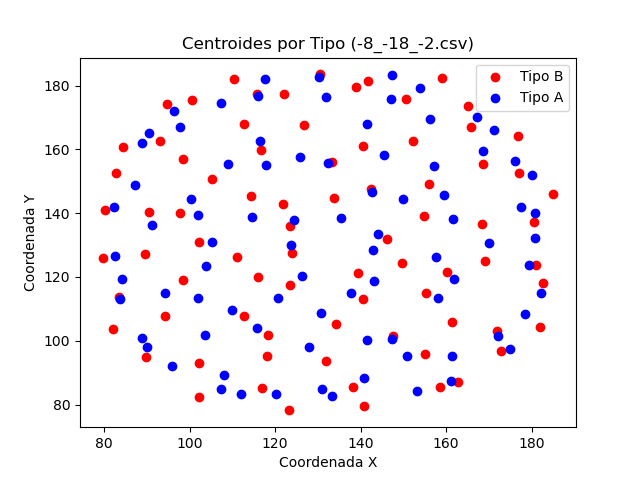 Centroides por Tipo (-8_-18_-2.csv)
Tipo B
Tipo A
Coordenada Y
180
160
140
120
100
80
80 100 120 140 160 180
Coordenada X